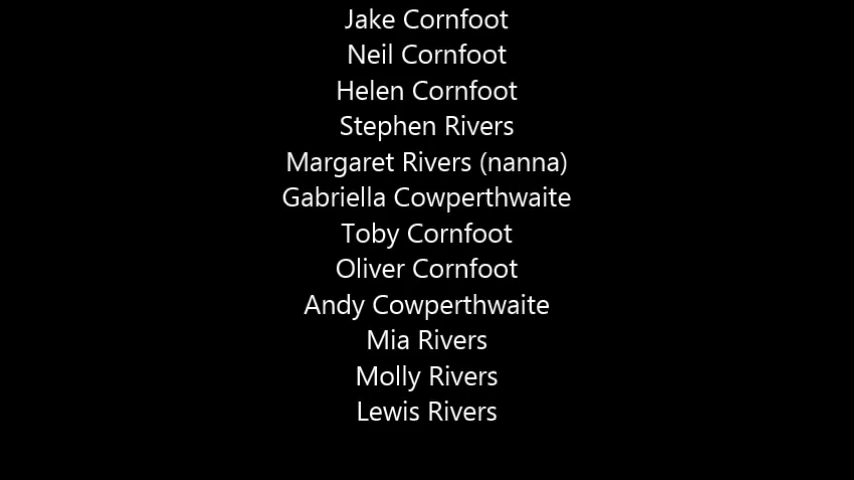 Jake Cornfoot
Neil Cornfoot
Helen Cornfoot
Stephen Rivers
Margaret Rivers (nanna)
Gabriella Cowperthwaite
Toby Cornfoot
Oliver Cornfoot
Andy Cowperthwaite
Mia Rivers
Molly Rivers
Lewis Rivers